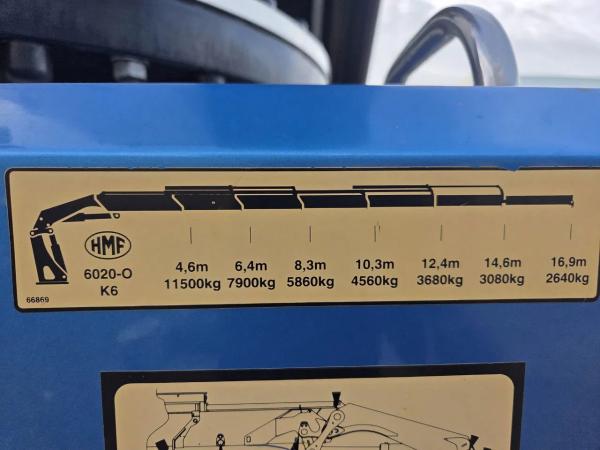 HMF
6020-O
K6
66869
4,6m 6,4m 8,3m 10,3m 12,4m 14,6m 16,9m
11500kg 7900kg 5860kg 4560kg 3680kg 3080kg 2640kg